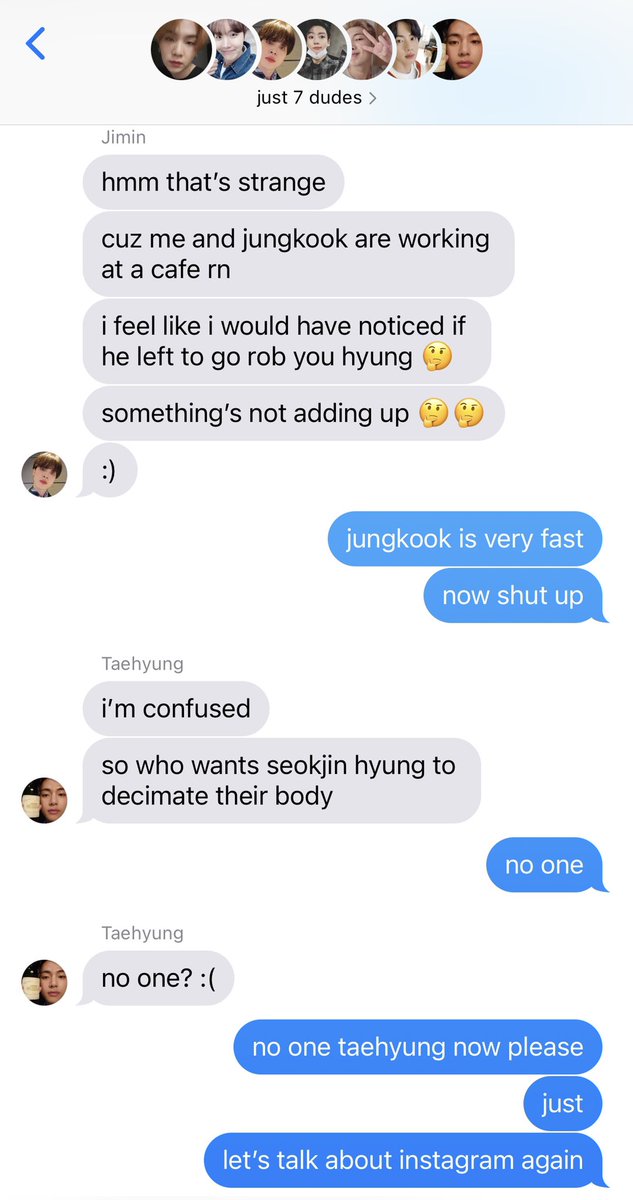 just 7 dudes >
Jimin
hmm that's strange
cuz me and jungkook are working
at a cafe rn
i feel like i would have noticed if
he left to go rob you hyung 🤔
something's not adding up 🤔🤔
:)
jungkook is very fast
now shut up
Taehyung
i'm confused
so who wants seokjin hyung to
decimate their body
no one
Taehyung
no one? :(
no one taehyung now please
just
let's talk about instagram again